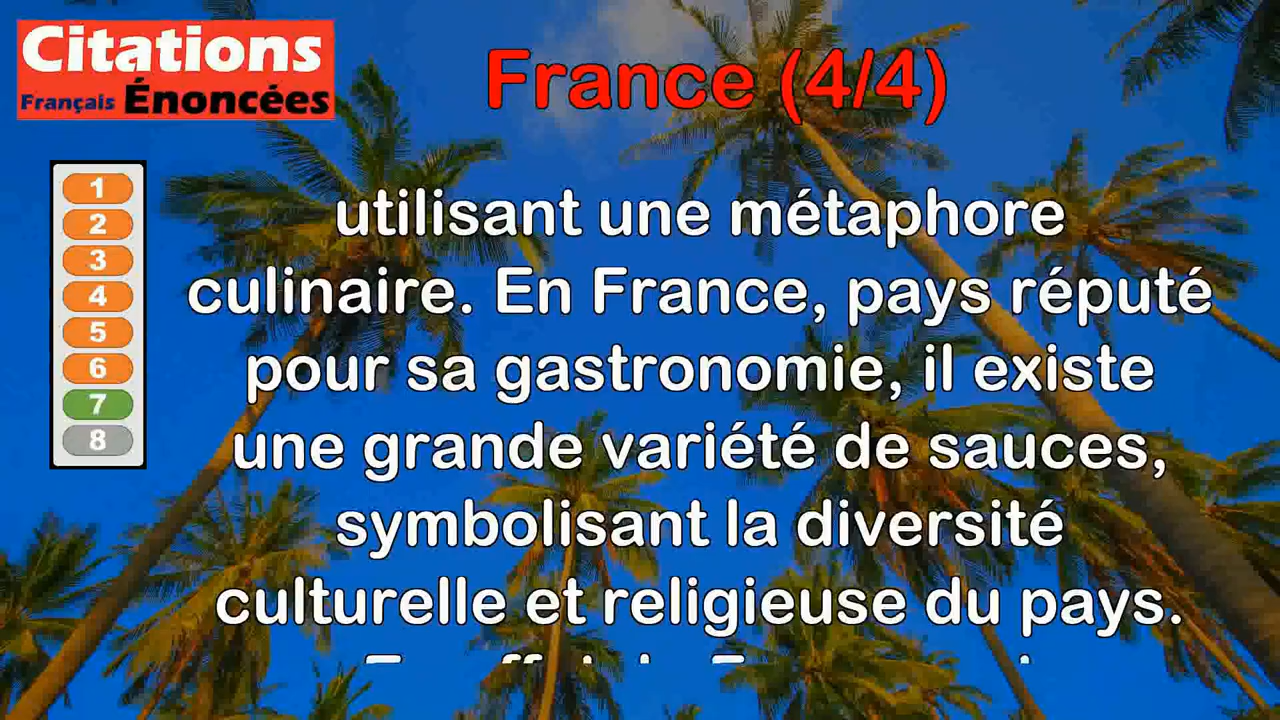 Citations
Français Énoncées
France (4/4)
1
2
3
4
5
6
7
8
utilisant une métaphore
culinaire. En France, pays réputé
pour sa gastronomie, il existe
une grande variété de sauces,
symbolisant la diversité
culturelle et religieuse du pays.